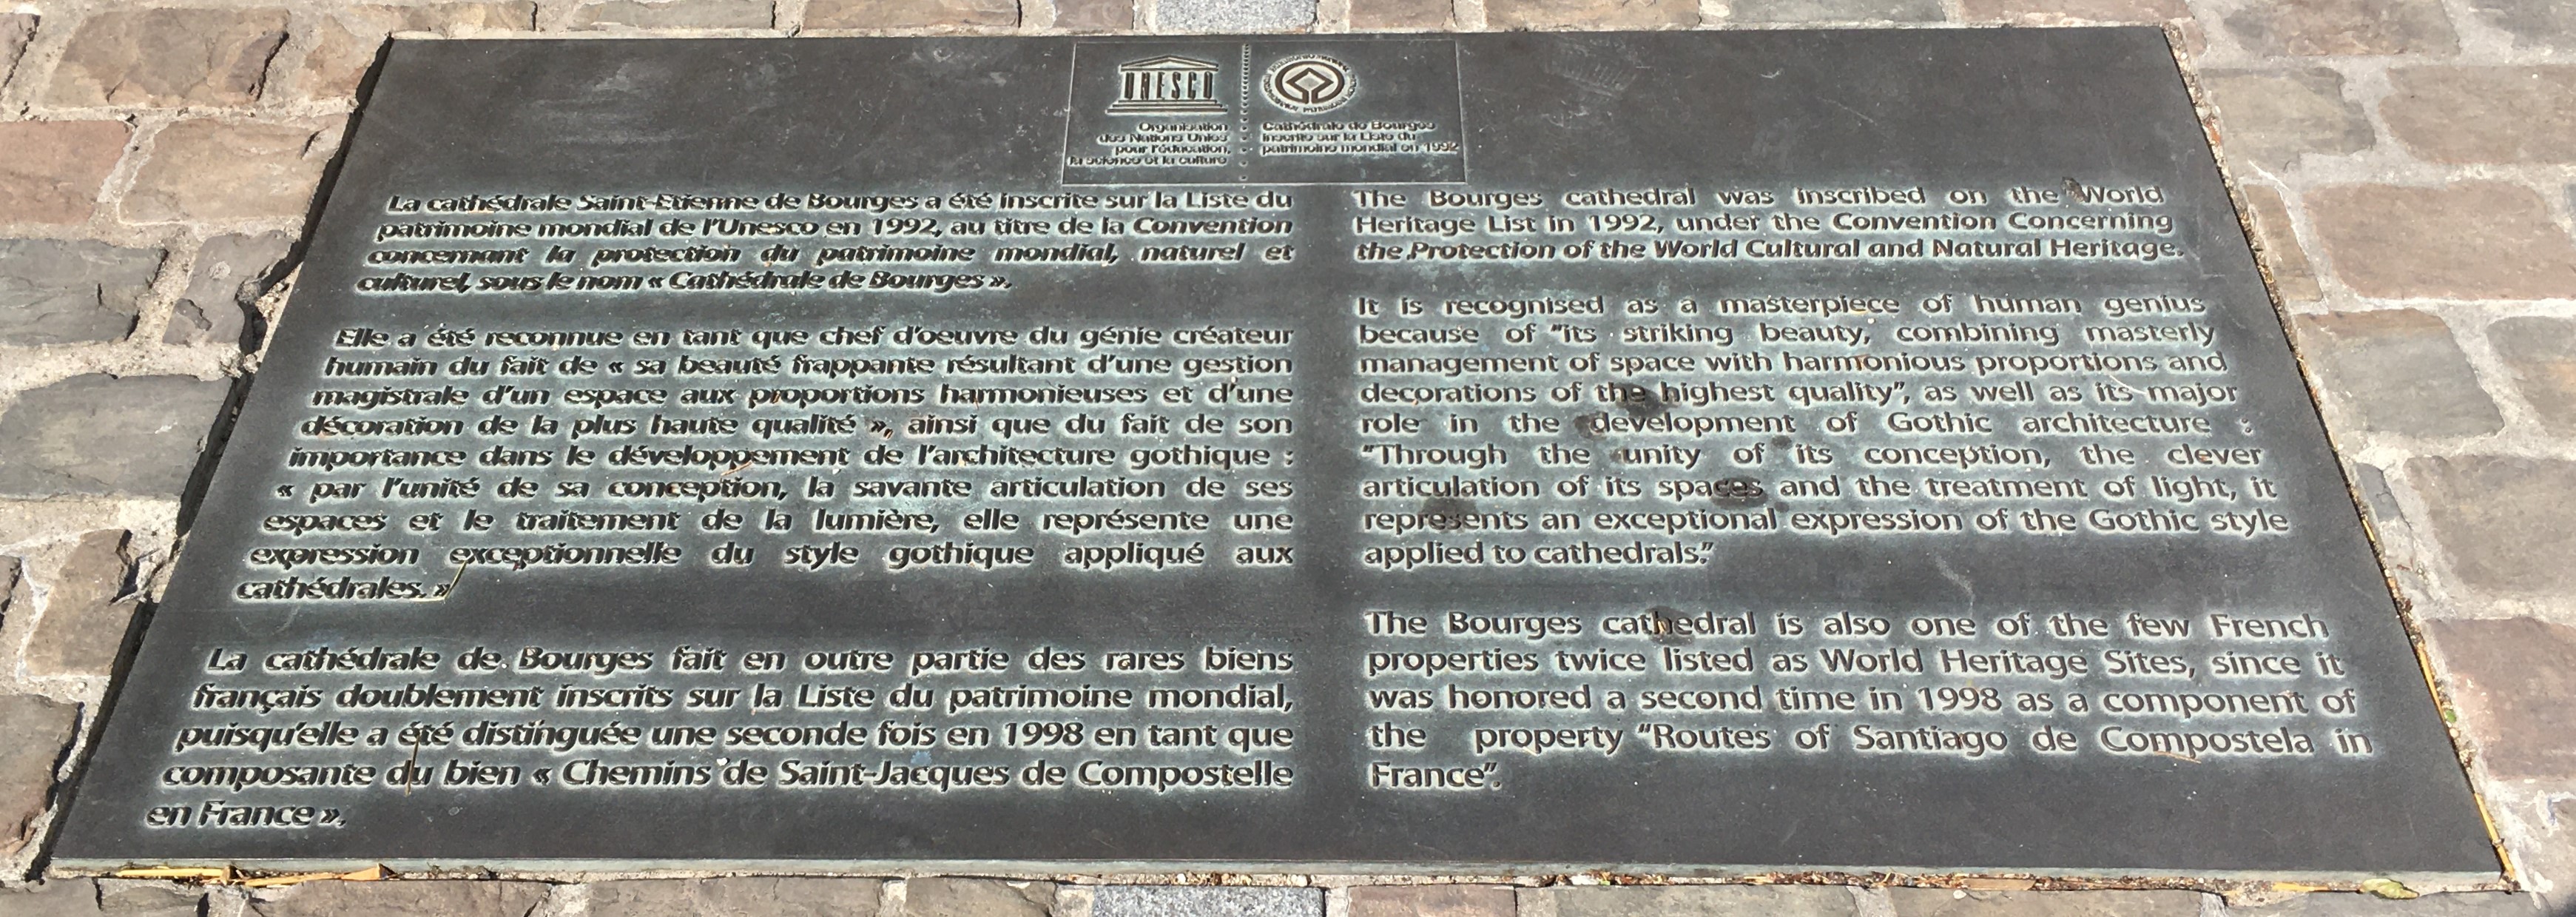 UNESCO
Organisation
des Nations Unies
pour l'éducation,
la science et la culture
Cathédrale de Bourges
inscrite sur la Liste du
patrimoine mondial en 1992
La cathédrale Saint-Etienne de Bourges a été inscrite sur la Liste du
patrimoine mondial de l'Unesco en 1992, au titre de la Convention
concernant la protection du patrimoine mondial, naturel et
culturel, sous le nom « Cathédrale de Bourges ».
Elle a été reconnue en tant que chef d'oeuvre du génie créateur
humain du fait de « sa beauté frappante résultant d'une gestion
magistrale d'un espace aux proportions harmonieuses et d'une
décoration de la plus haute qualité », ainsi que du fait de son
importance dans le développement de l'architecture gothique :
« par l'unité de sa conception, la savante articulation de ses
espaces et le traitement de la lumière, elle représente une
expression exceptionnelle du style gothique appliqué aux
cathédrales. »
La cathédrale de Bourges fait en outre partie des rares biens
français doublement inscrits sur la Liste du patrimoine mondial,
puisqu'elle a été distinguée une seconde fois en 1998 en tant que
composante du bien « Chemins de Saint-Jacques de Compostelle
en France ».
The Bourges cathedral was inscribed on the World
Heritage List in 1992, under the Convention Concerning
the Protection of the World Cultural and Natural Heritage.
It is recognised as a masterpiece of human genius
because of "its striking beauty, combining masterly
management of space with harmonious proportions and
decorations of the highest quality", as well as its major
role in the development of Gothic architecture :
"Through the unity of its conception, the clever
articulation of its spaces and the treatment of light, it
represents an exceptional expression of the Gothic style
applied to cathedrals."
The Bourges cathedral is also one of the few French
properties twice listed as World Heritage Sites, since it
was honored a second time in 1998 as a component of
the property "Routes of Santiago de Compostela in
France".